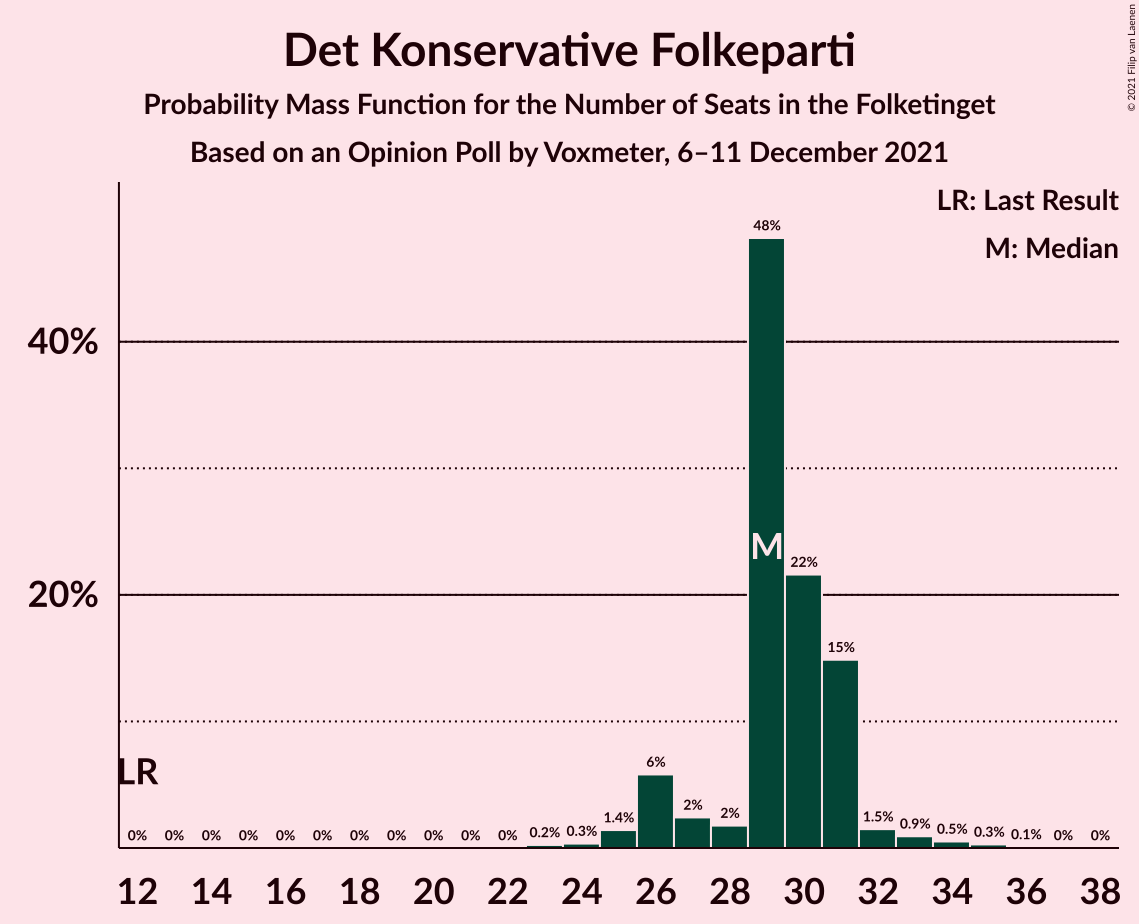 Det Konservative Folkeparti
Probability Mass Function for the Number of Seats in the Folketinget
Based on an Opinion Poll by Voxmeter, 6–11 December 2021
© 2021 Filip van Laenen
LR: Last Result
M: Median
48%
40%
M
22%
20%
15%
LR
6%
0% 0% 0% 0% 0% 0% 0% 0% 0% 0% 0% 0.2% 0.3% 1.4% 2% 2% 1.5% 0.9% 0.5% 0.3% 0.1% 0% 0%
12 14 16 18 20 22 24 26 28 30 32 34 36 38